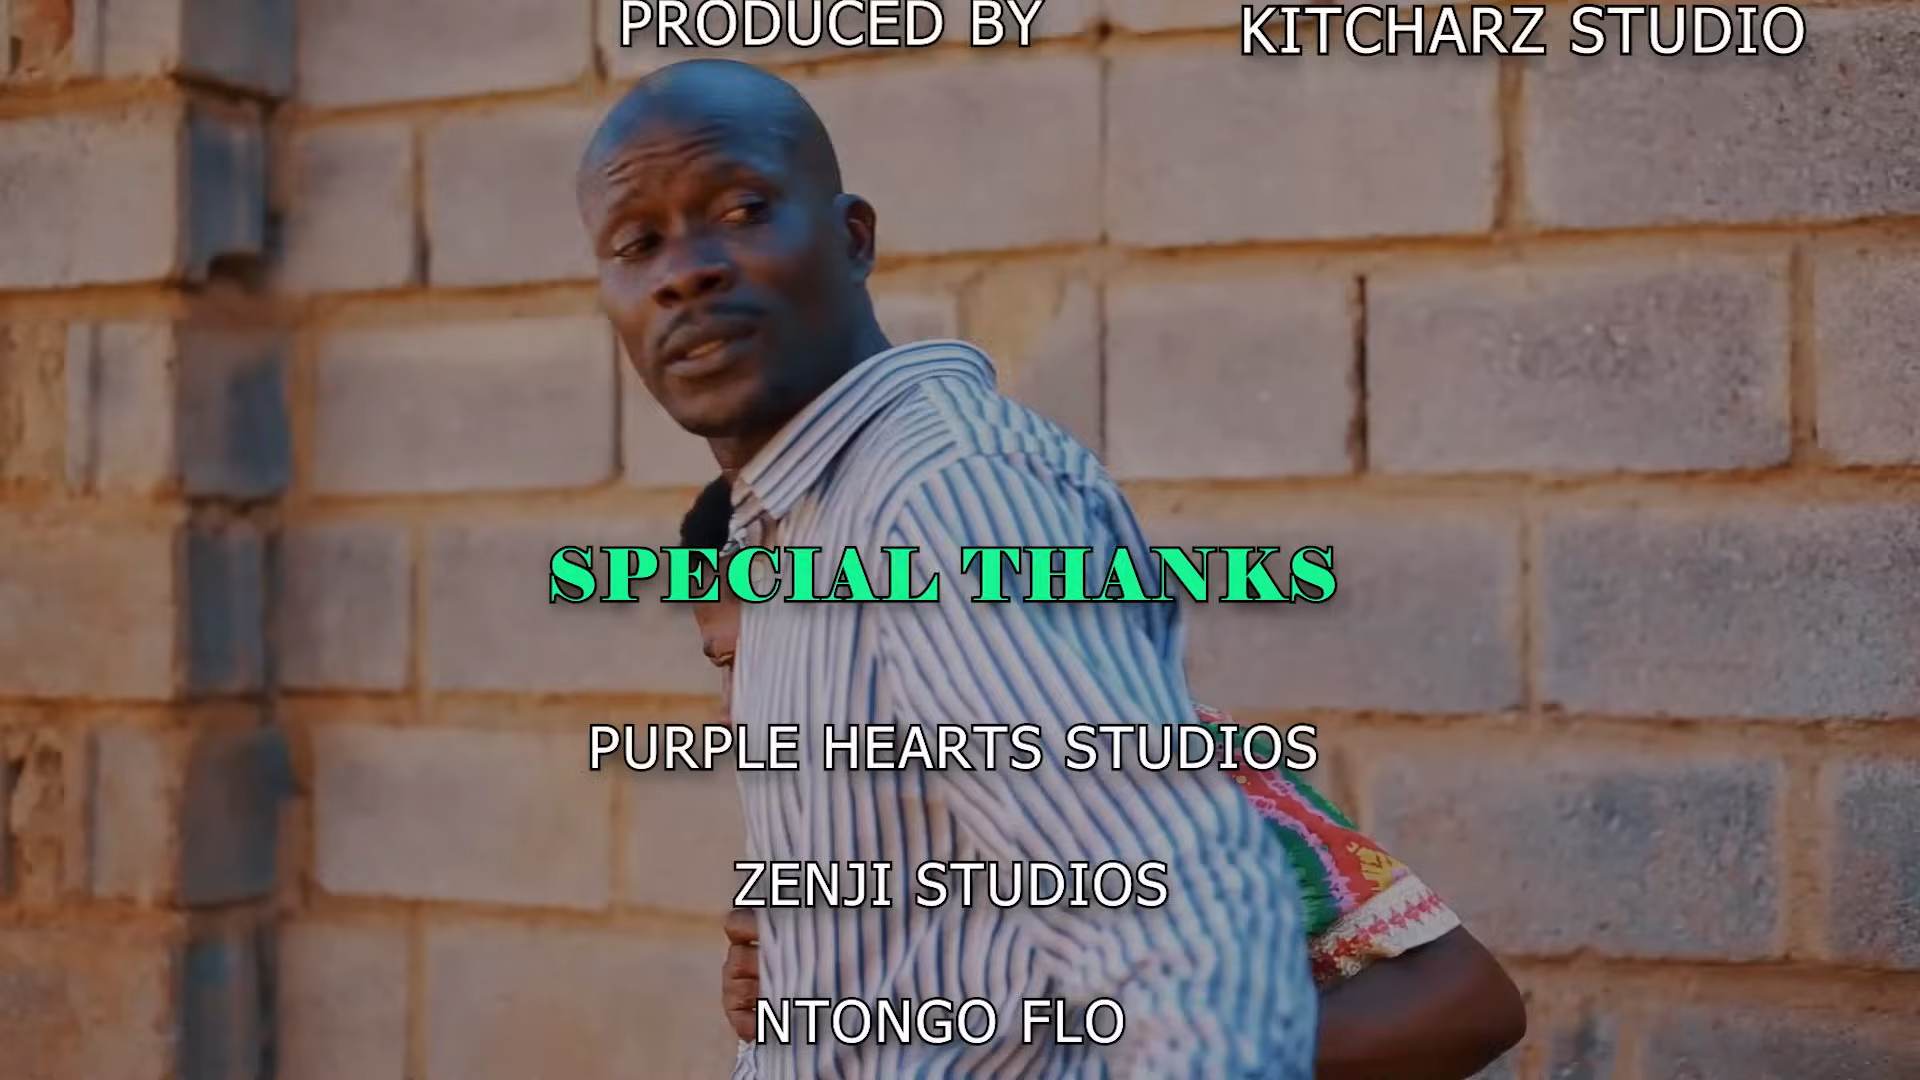 PRODUCED BY KITCHARZ STUDIO
SPECIAL THANKS
PURPLE HEARTS STUDIOS
ZENJI STUDIOS
NTONGO FLO